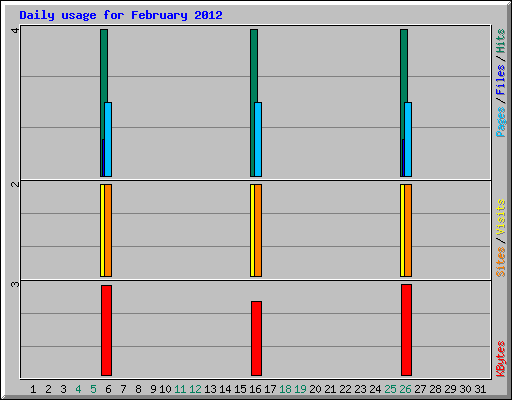 Daily usage for February 2012
4
Pages / Files / Hits
2
Sites / Visits
3
KBytes
1 2 3 4 5 6 7 8 9 10 11 12 13 14 15 16 17 18 19 20 21 22 23 24 25 26 27 28 29 30 31